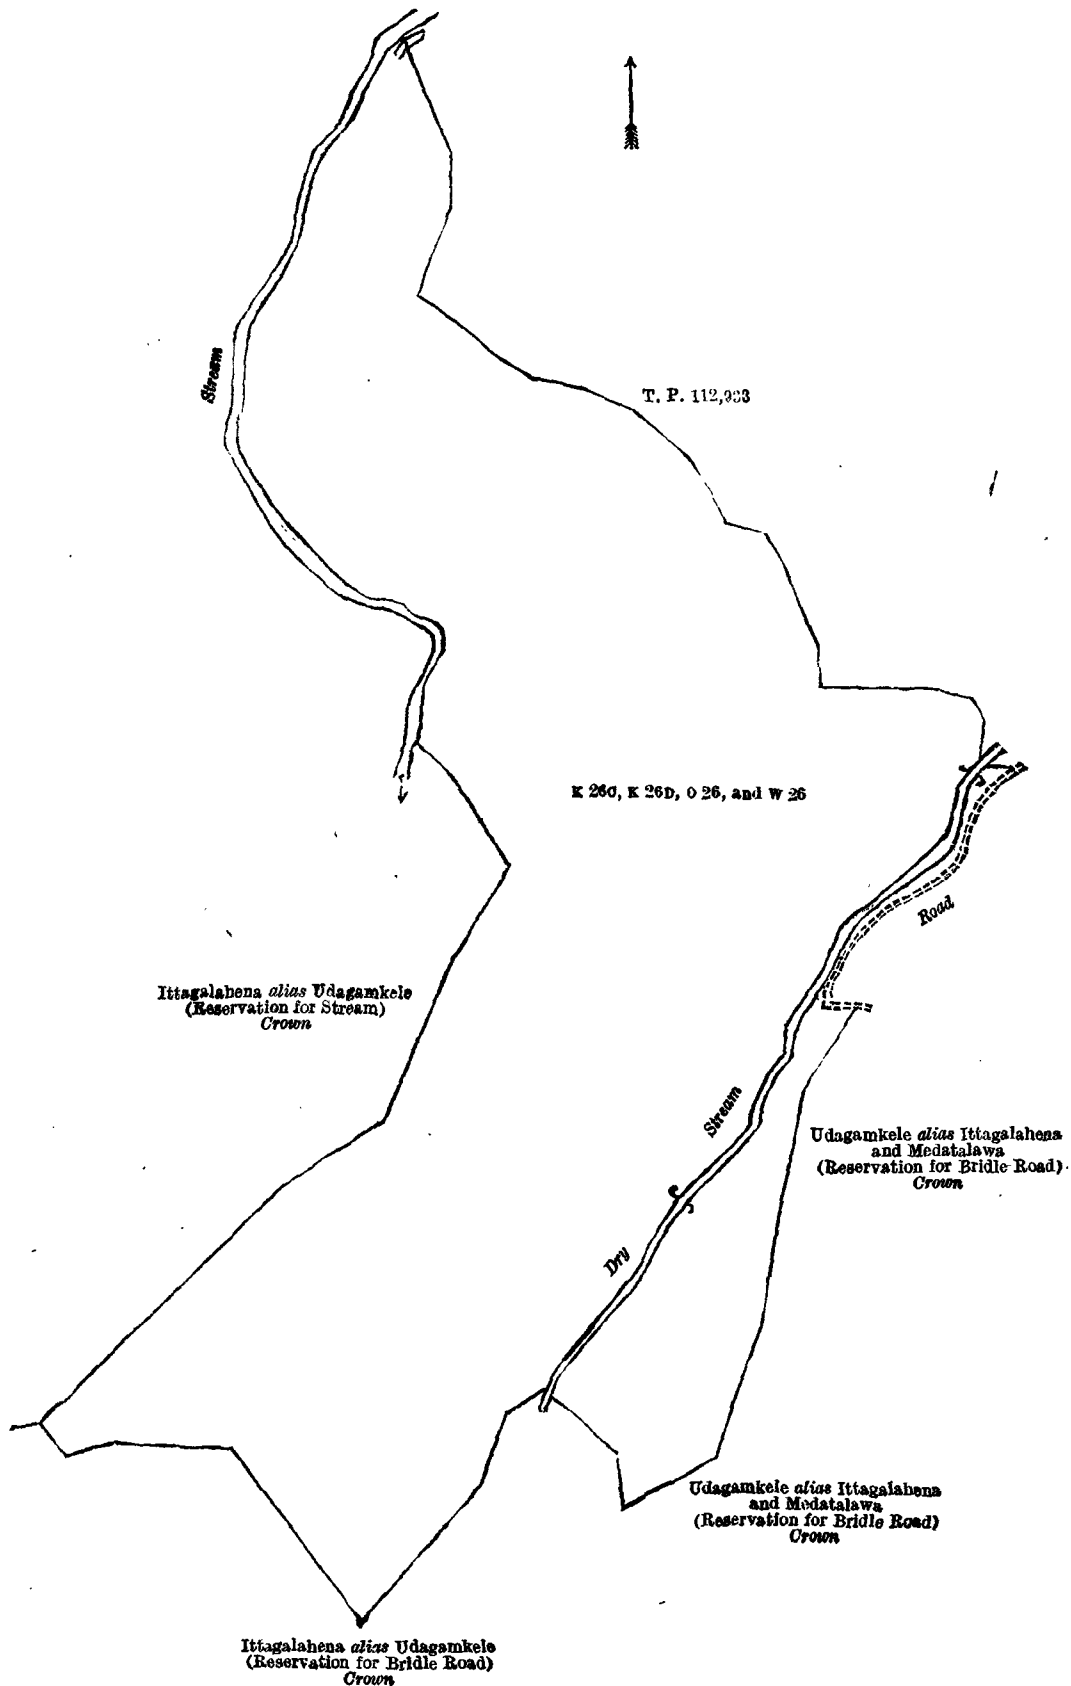 Stream
T. P. 112,933
K 26C, K 26D, O 26, and W 26
Road
Ittagalahena alias Udagamkele
(Reservation for Stream)
Crown
Stream
Udagamkele alias Ittagalahena
and Medatalawa
(Reservation for Bridle Road)
Crown
Dry
Udagamkele alias Ittagalahena
and Medatalawa
(Reservation for Bridle Road)
Crown
Ittagalahena alias Udagamkele
(Reservation for Bridle Road)
Crown